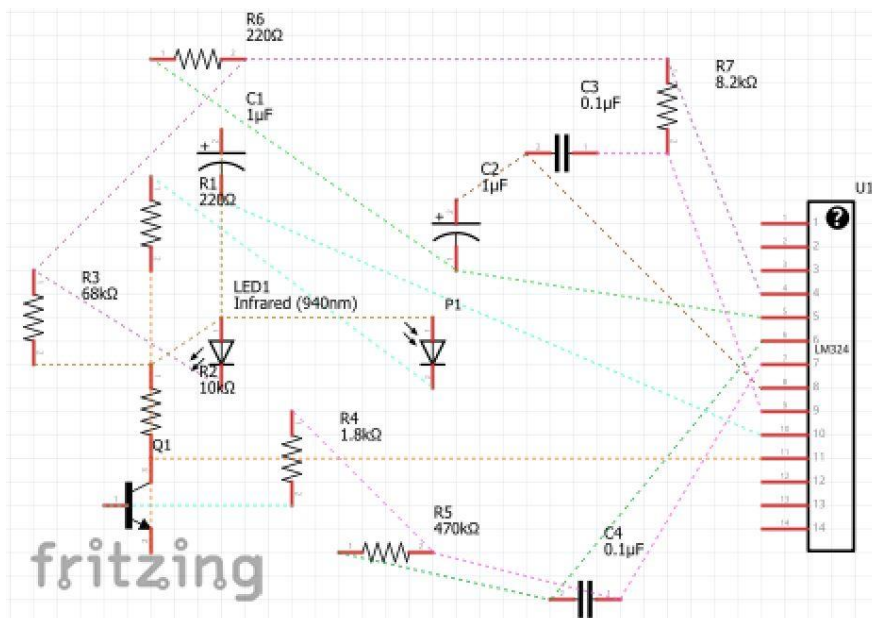 R6
220Ω
C1
1µF
R7
8.2kΩ
C3
0.1µF
C2
1µF
R1
220Ω
U1
?
1
2
3
4
5
6
7
8
9
10
11
12
13
14
LM324
R3
68kΩ
LED1
Infrared (940nm)
P1
R2
10kΩ
R4
1.8kΩ
Q1
R5
470kΩ
C4
0.1µF
fritzing